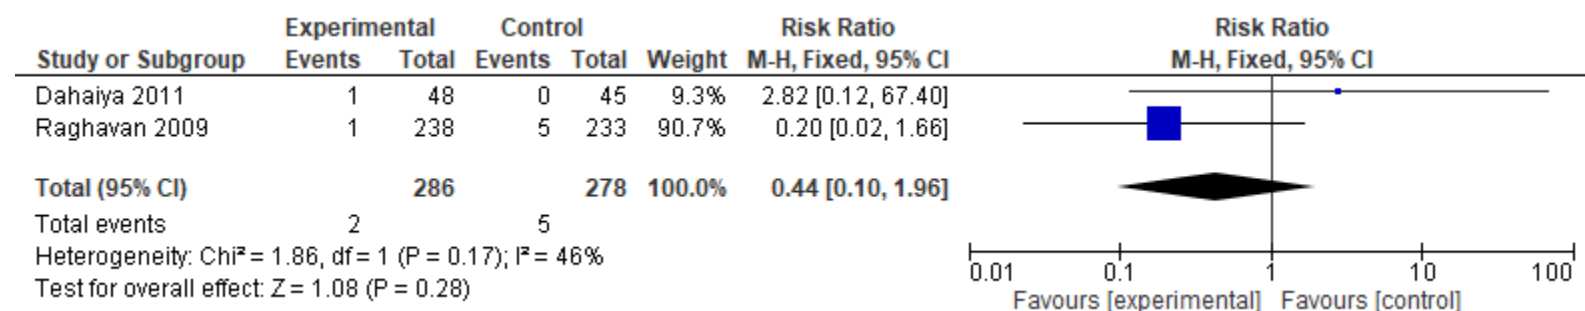 Experimental Control Risk Ratio Risk Ratio
Study or Subgroup Events Total Events Total Weight M-H, Fixed, 95% CI M-H, Fixed, 95% CI
Dahaiya 2011 1 48 0 45 9.3% 2.82 [0.12, 67.40]
Raghavan 2009 1 238 5 233 90.7% 0.20 [0.02, 1.66]
Total (95% CI) 286 278 100.0% 0.44 [0.10, 1.96]
Total events 2 5
Heterogeneity: Chi² = 1.86, df = 1 (P = 0.17); I² = 46%
Test for overall effect: Z = 1.08 (P = 0.28)
0.01 0.1 1 10 100
Favours [experimental] Favours [control]